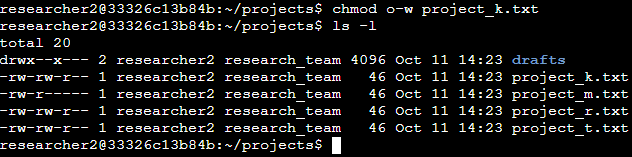 researcher2@33326c13b84b:~/projects$ chmod o-w project_k.txt
researcher2@33326c13b84b:~/projects$ ls -l
total 20
drwx--x--- 2 researcher2 research_team 4096 Oct 11 14:23 drafts
-rw-rw-r-- 1 researcher2 research_team   46 Oct 11 14:23 project_k.txt
-rw-r----- 1 researcher2 research_team   46 Oct 11 14:23 project_m.txt
-rw-rw-r-- 1 researcher2 research_team   46 Oct 11 14:23 project_r.txt
-rw-rw-r-- 1 researcher2 research_team   46 Oct 11 14:23 project_t.txt
researcher2@33326c13b84b:~/projects$